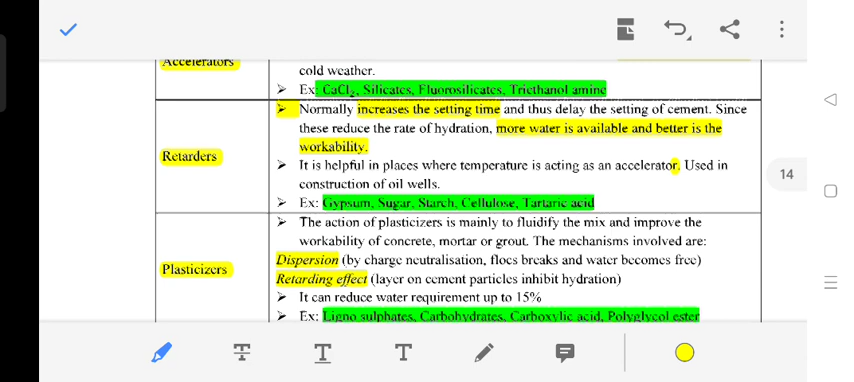 Accelerators
cold weather.
➢ Ex: CaCl₂, Silicates, Fluorosilicates, Triethanol amine
➢ Normally increases the setting time and thus delay the setting of cement. Since
these reduce the rate of hydration, more water is available and better is the
workability.
Retarders
➢ It is helpful in places where temperature is acting as an accelerator. Used in
construction of oil wells.
➢ Ex: Gypsum, Sugar, Starch, Cellulose, Tartaric acid
➢ The action of plasticizers is mainly to fluidify the mix and improve the
workability of concrete, mortar or grout. The mechanisms involved are:
Dispersion (by charge neutralisation, flocs breaks and water becomes free)
Plasticizers
Retarding effect (layer on cement particles inhibit hydration)
➢ It can reduce water requirement up to 15%
➢ Ex: Ligno sulphates, Carbohydrates, Carboxylic acid, Polyglycol ester
14
T
T
T